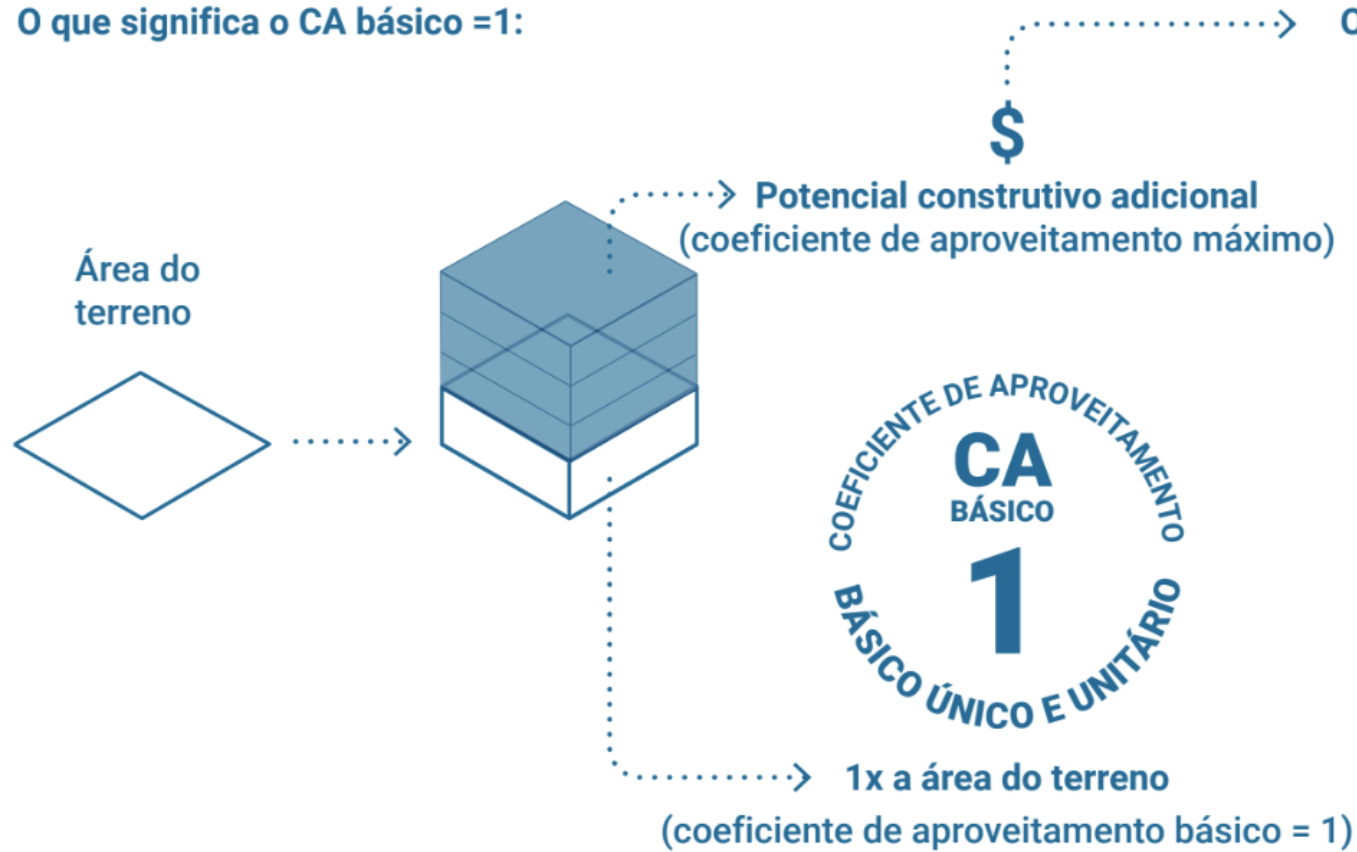 O que significa o CA básico =1:
$
Potencial construtivo adicional
(coeficiente de aproveitamento máximo)
Área do
terreno
COEFICIENTE DE APROVEITAMENTO
CA
BÁSICO
1
BÁSICO ÚNICO E UNITÁRIO
1x a área do terreno
(coeficiente de aproveitamento básico = 1)